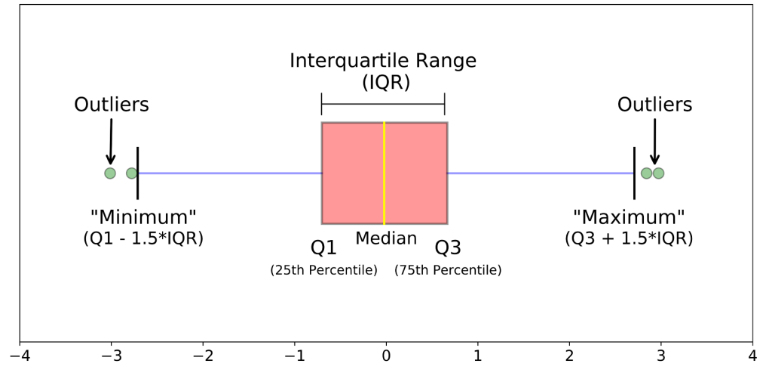 Interquartile Range
(IQR)
Outliers
Outliers
"Minimum"
(Q1 - 1.5*IQR)
"Maximum"
(Q3 + 1.5*IQR)
Median
Q1
Q3
(25th Percentile)
(75th Percentile)
−4
−3
−2
−1
0
1
2
3
4